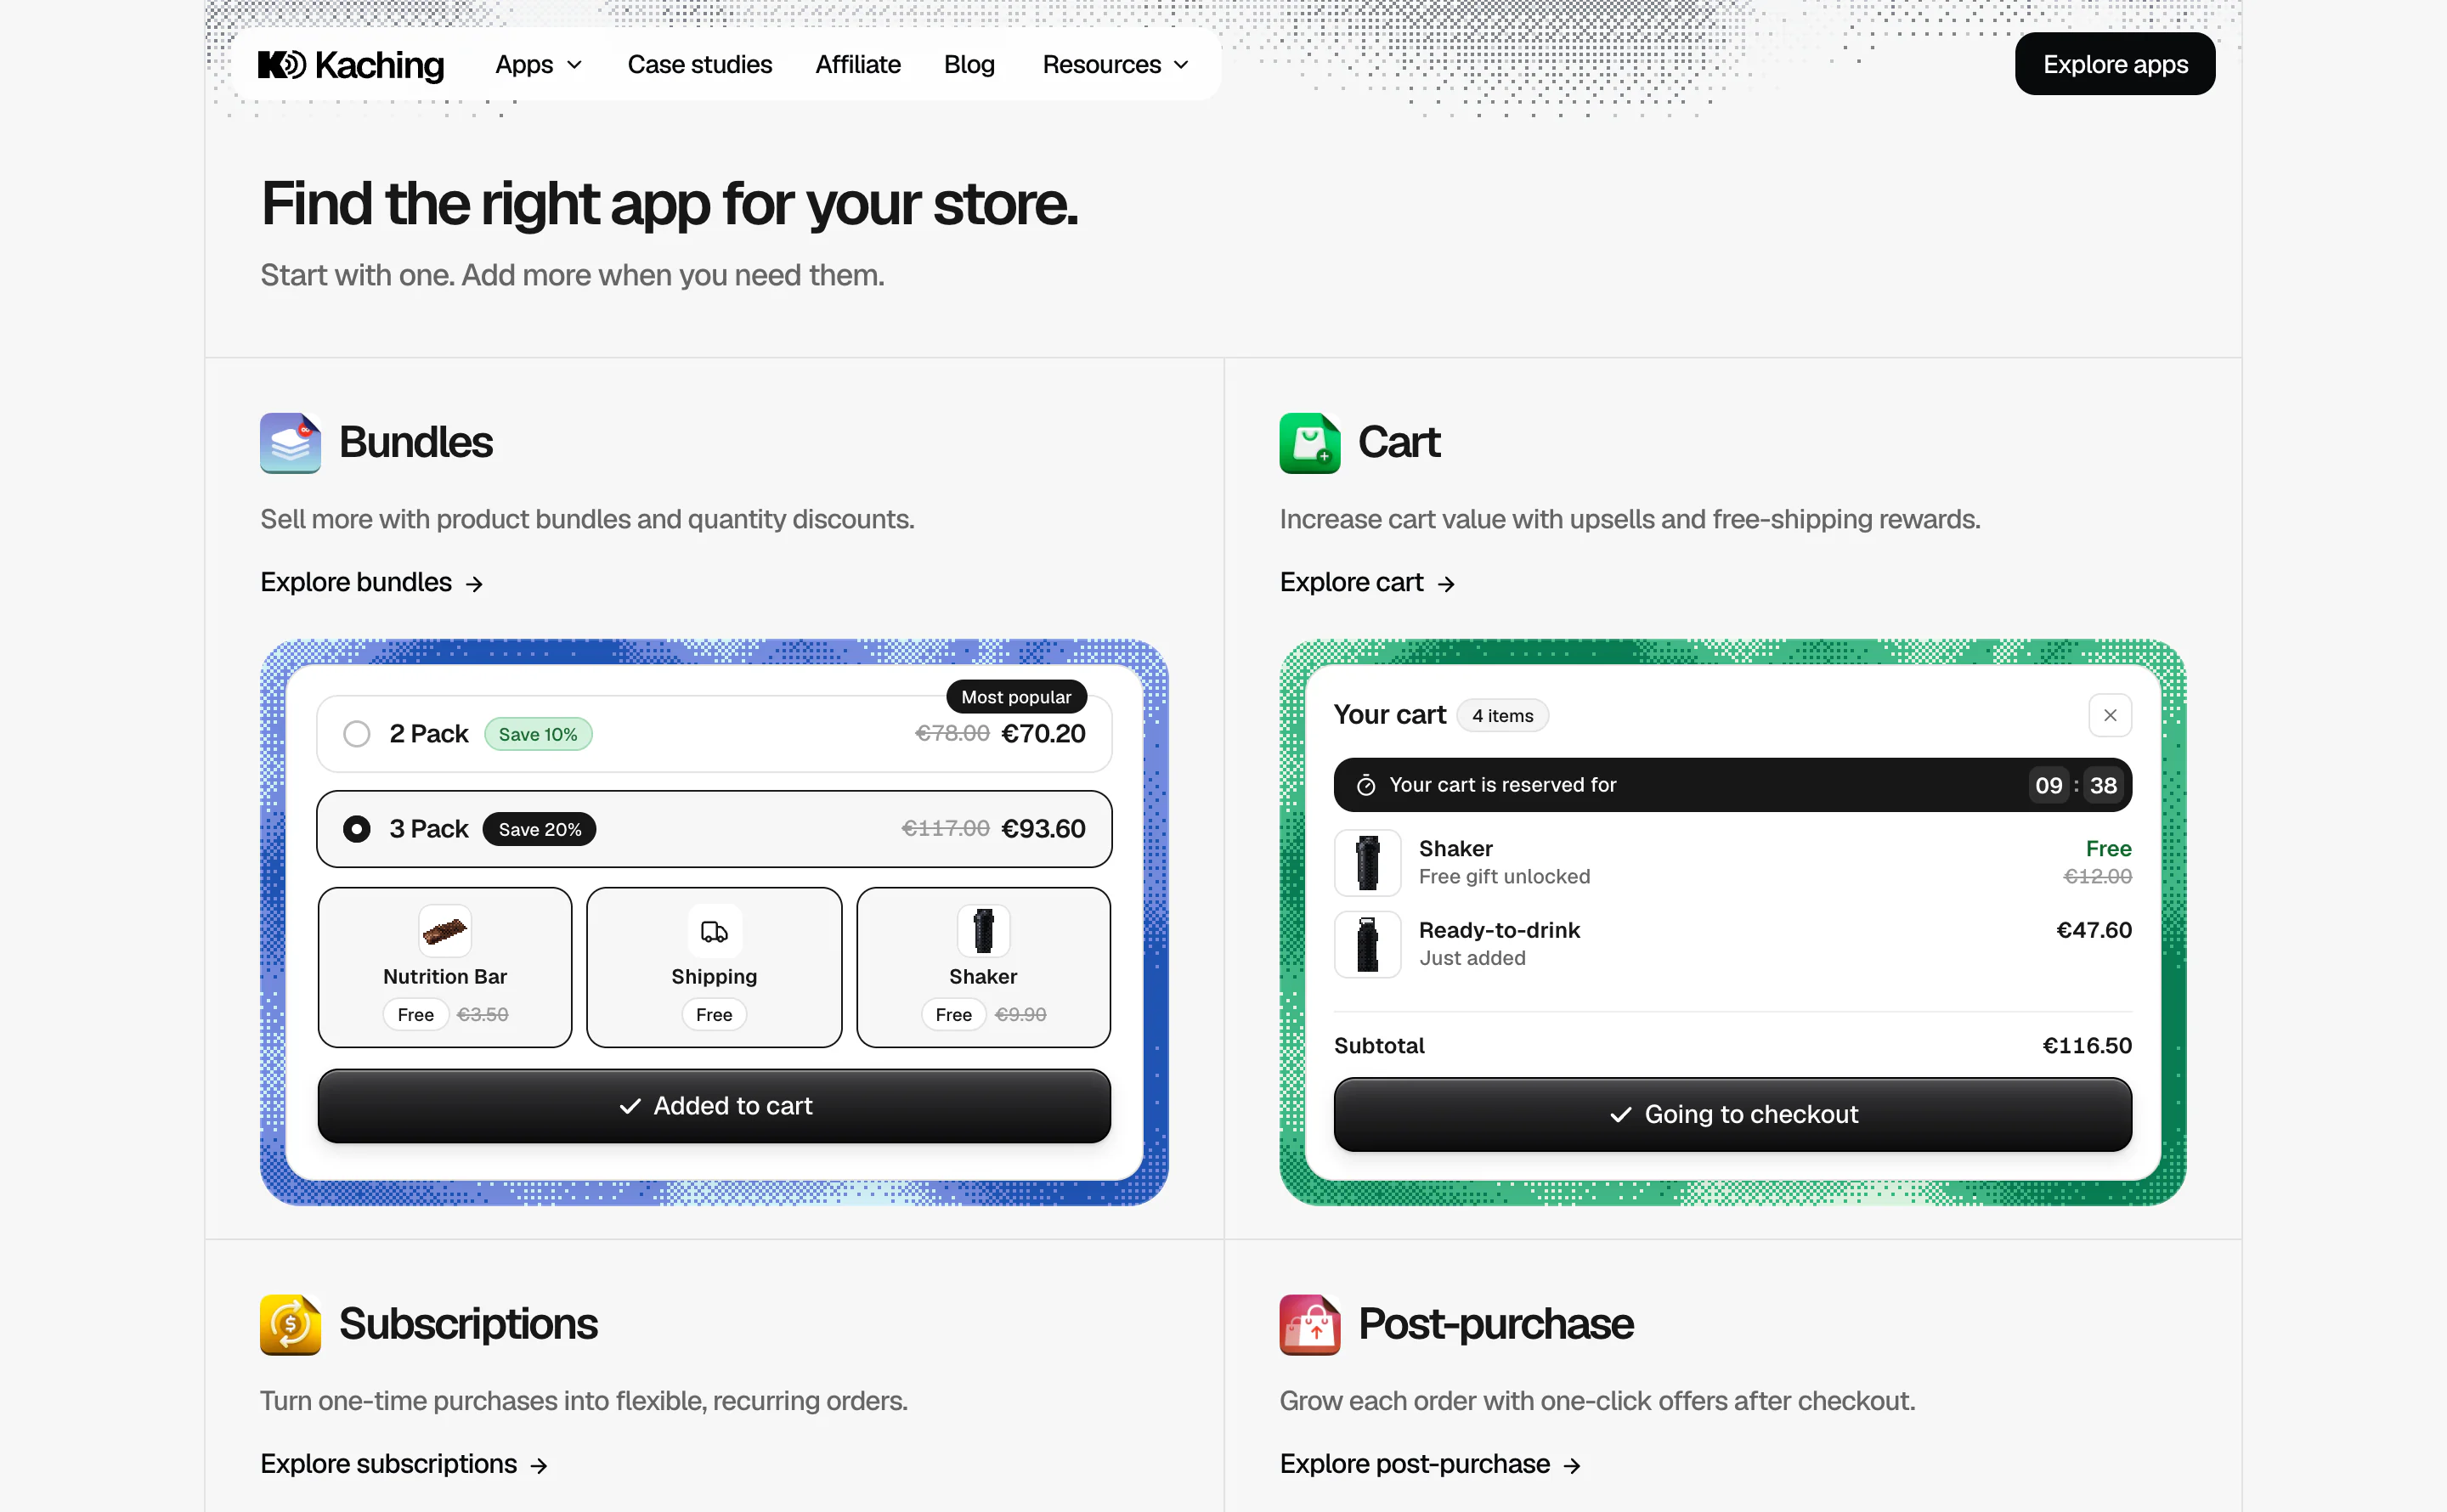 Kaching
Apps
Case studies
Affiliate
Blog
Resources
Explore apps
Find the right app for your store.
Start with one. Add more when you need them.
Bundles
Sell more with product bundles and quantity discounts.
Explore bundles →
Most popular
2 Pack Save 10% €78.00 €70.20
3 Pack Save 20% €117.00 €93.60
Nutrition Bar
Free €3.50
Shipping
Free
Shaker
Free €9.90
Added to cart
Cart
Increase cart value with upsells and free-shipping rewards.
Explore cart →
Your cart 4 items
Your cart is reserved for 09 : 38
Shaker Free
Free gift unlocked €12.00
Ready-to-drink €47.60
Just added
Subtotal €116.50
Going to checkout
Subscriptions
Turn one-time purchases into flexible, recurring orders.
Explore subscriptions →
Post-purchase
Grow each order with one-click offers after checkout.
Explore post-purchase →